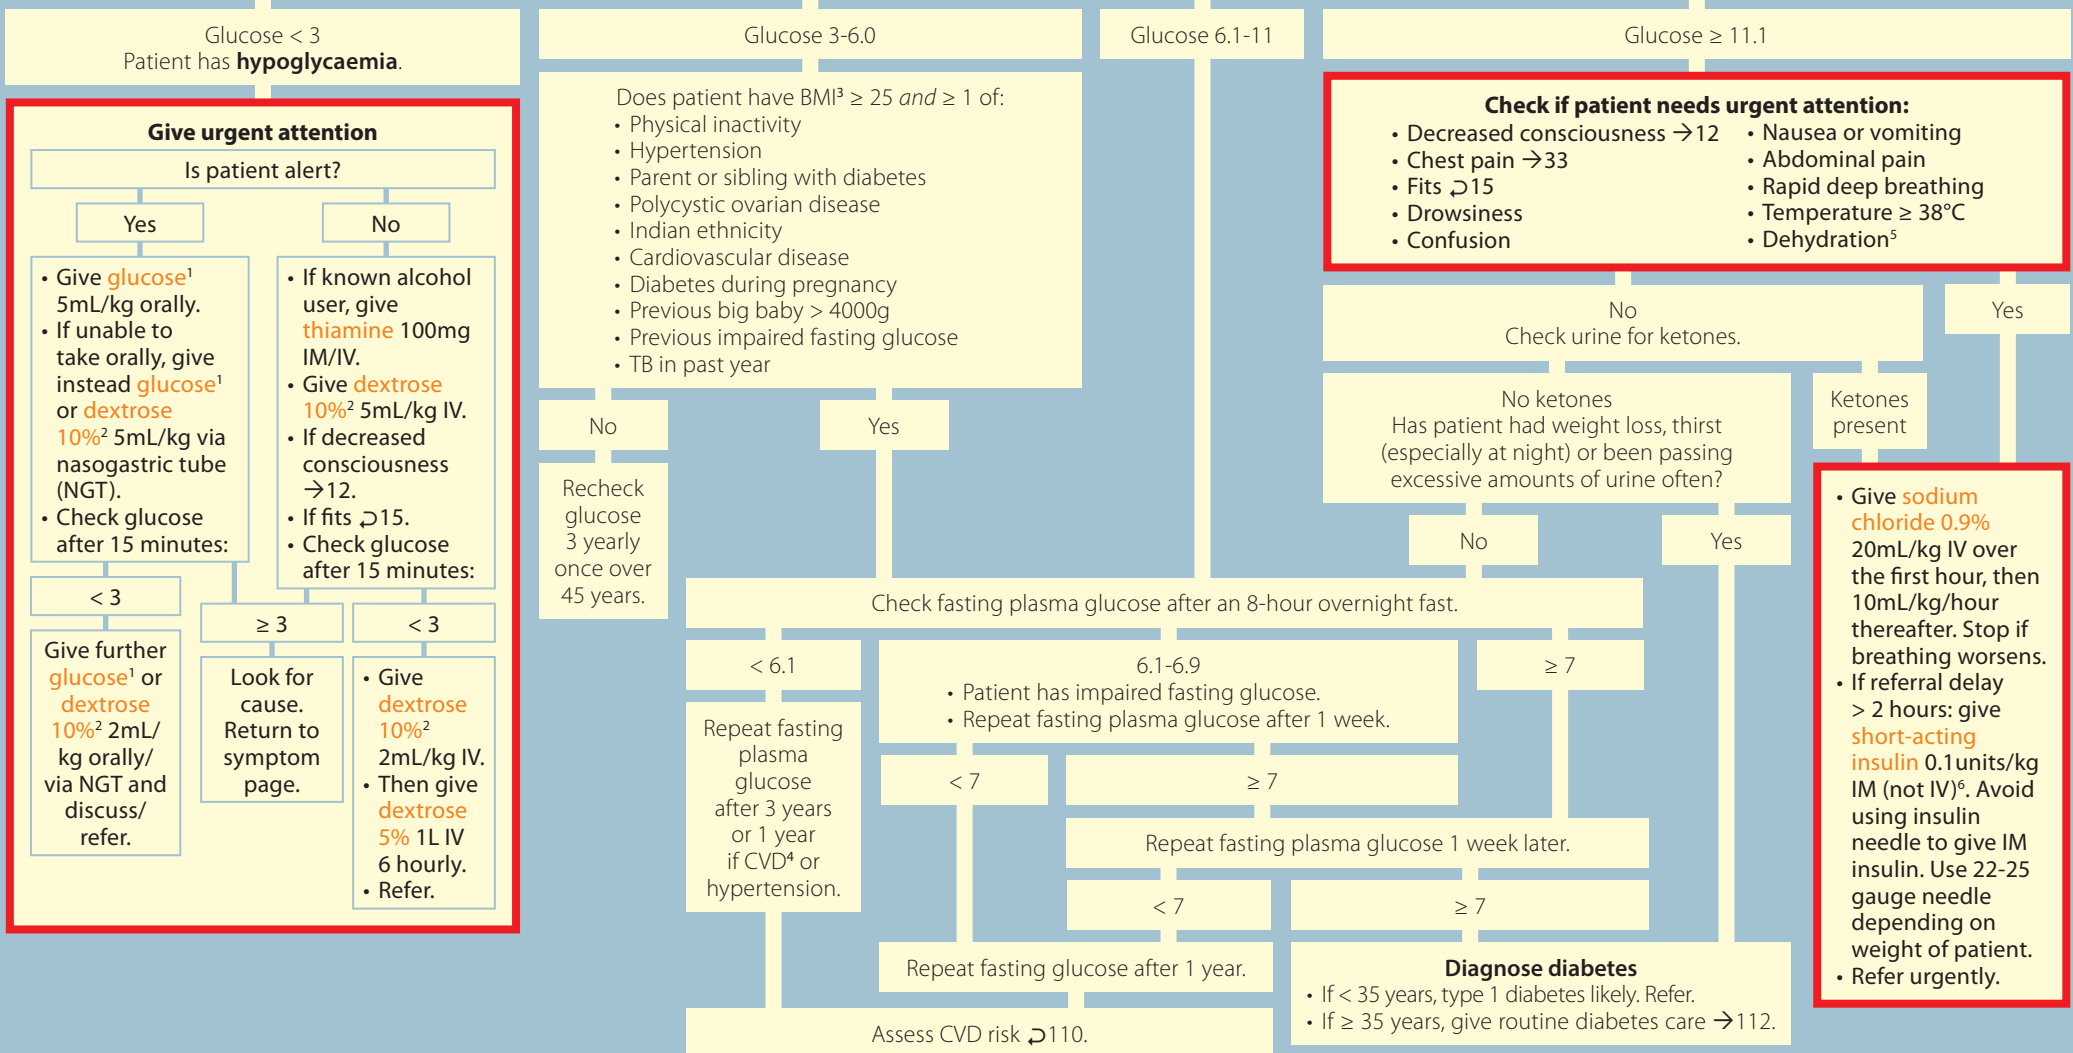 Glucose < 3
Patient has hypoglycaemia.
Give urgent attention
Is patient alert?
Yes
No
• Give glucose¹
5mL/kg orally.
• If unable to
take orally, give
instead glucose¹
or dextrose
10%² 5mL/kg via
nasogastric tube
(NGT).
• Check glucose
after 15 minutes:
• If known alcohol
user, give
thiamine 100mg
IM/IV.
• Give dextrose
10%² 5mL/kg IV.
• If decreased
consciousness
→12.
• If fits ⮌15.
• Check glucose
after 15 minutes:
< 3
≥ 3
< 3
Give further
glucose¹ or
dextrose
10%² 2mL/
kg orally/
via NGT and
discuss/
refer.
Look for
cause.
Return to
symptom
page.
• Give
dextrose
10%²
2mL/kg IV.
• Then give
dextrose
5% 1L IV
6 hourly.
• Refer.
Glucose 3-6.0
Does patient have BMI³ ≥ 25 and ≥ 1 of:
• Physical inactivity
• Hypertension
• Parent or sibling with diabetes
• Polycystic ovarian disease
• Indian ethnicity
• Cardiovascular disease
• Diabetes during pregnancy
• Previous big baby > 4000g
• Previous impaired fasting glucose
• TB in past year
No
Yes
Recheck
glucose
3 yearly
once over
45 years.
Glucose 6.1-11
Glucose ≥ 11.1
Check if patient needs urgent attention:
• Decreased consciousness →12
• Chest pain →33
• Fits ⮌15
• Drowsiness
• Confusion
• Nausea or vomiting
• Abdominal pain
• Rapid deep breathing
• Temperature ≥ 38°C
• Dehydration⁵
No
Check urine for ketones.
Yes
No ketones
Has patient had weight loss, thirst
(especially at night) or been passing
excessive amounts of urine often?
Ketones
present
No
Yes
• Give sodium
chloride 0.9%
20mL/kg IV over
the first hour, then
10mL/kg/hour
thereafter. Stop if
breathing worsens.
• If referral delay
> 2 hours: give
short-acting
insulin 0.1units/kg
IM (not IV)⁶. Avoid
using insulin
needle to give IM
insulin. Use 22-25
gauge needle
depending on
weight of patient.
• Refer urgently.
Check fasting plasma glucose after an 8-hour overnight fast.
< 6.1
6.1-6.9
• Patient has impaired fasting glucose.
• Repeat fasting plasma glucose after 1 week.
≥ 7
Repeat fasting
plasma
glucose
after 3 years
or 1 year
if CVD⁴ or
hypertension.
< 7
≥ 7
Repeat fasting plasma glucose 1 week later.
< 7
≥ 7
Repeat fasting glucose after 1 year.
Diagnose diabetes
• If < 35 years, type 1 diabetes likely. Refer.
• If ≥ 35 years, give routine diabetes care →112.
Assess CVD risk ⮌110.